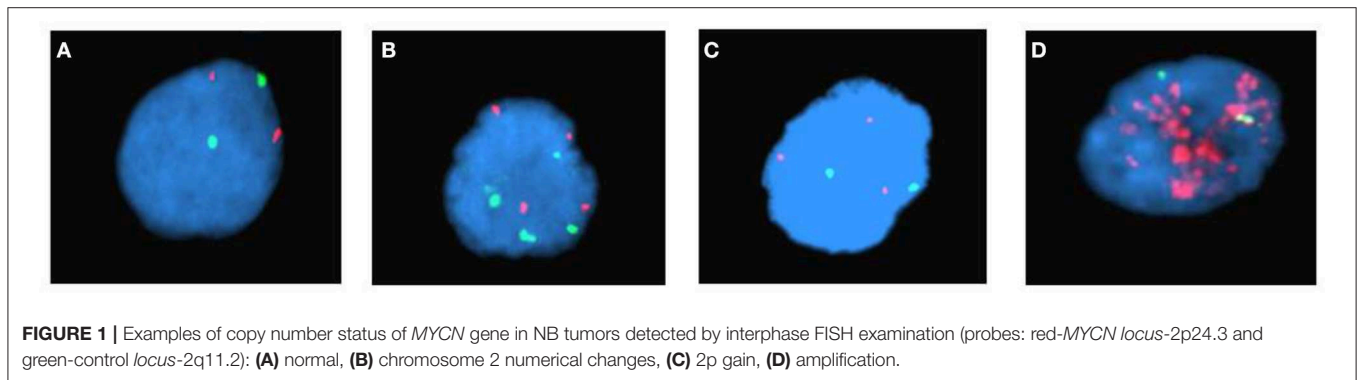 A
B
C
D
FIGURE 1 | Examples of copy number status of MYCN gene in NB tumors detected by interphase FISH examination (probes: red-MYCN locus-2p24.3 and
green-control locus-2q11.2): (A) normal, (B) chromosome 2 numerical changes, (C) 2p gain, (D) amplification.